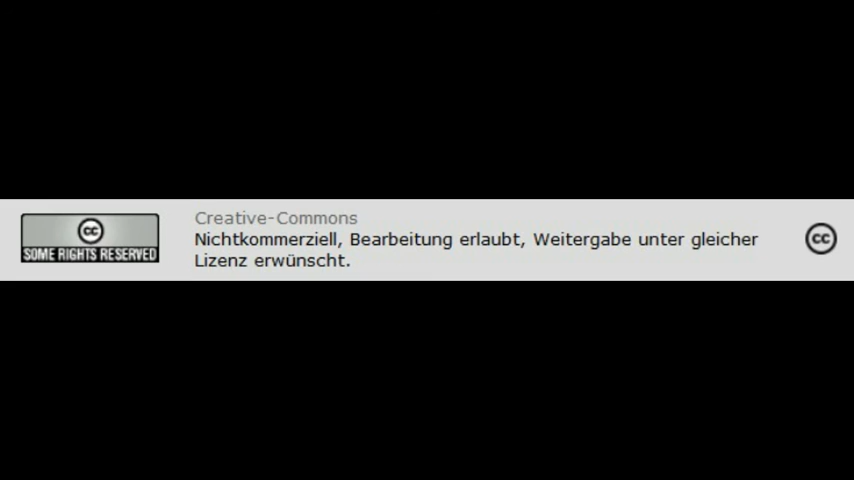 cc
SOME RIGHTS RESERVED
Creative-Commons
Nichtkommerziell, Bearbeitung erlaubt, Weitergabe unter gleicher
Lizenz erwünscht.
cc